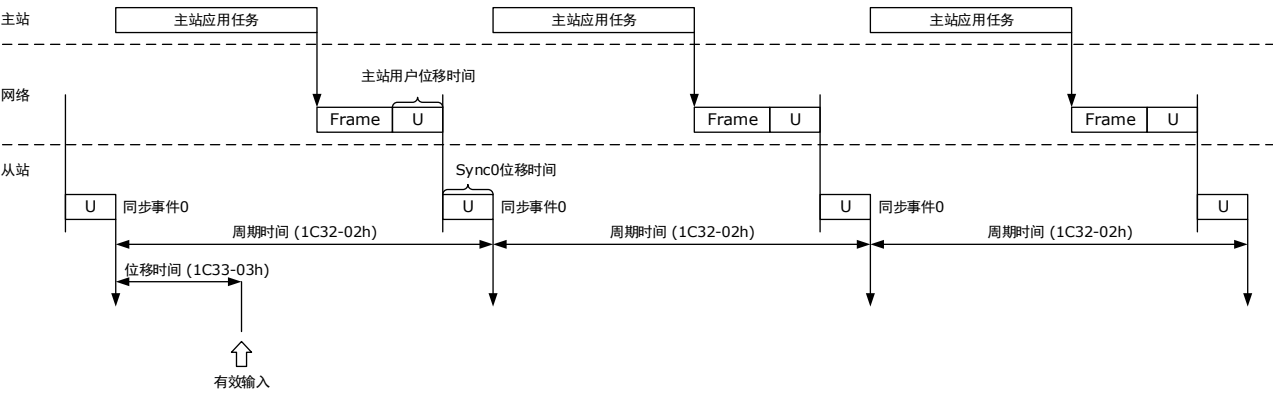 主站
主站应用任务
主站应用任务
主站应用任务
主站用户位移时间
网络
Frame
U
Frame
U
Frame
U
从站
Sync0位移时间
U
同步事件0
U
同步事件0
U
同步事件0
U
周期时间 (1C32-02h)
周期时间 (1C32-02h)
周期时间 (1C32-02h)
位移时间 (1C33-03h)
有效输入